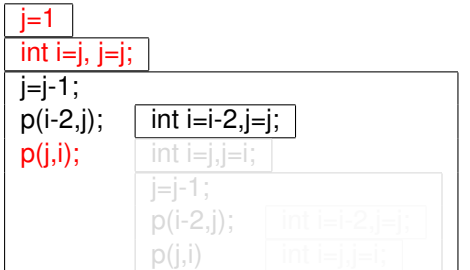 j=1
int i=j, j=j;
j=j-1;
p(i-2,j); int i=i-2,j=j;
p(j,i); int i=j,j=i;
j=j-1;
p(i-2,j); int i=i-2,j=j;
p(j,i) int i=j,j=i;